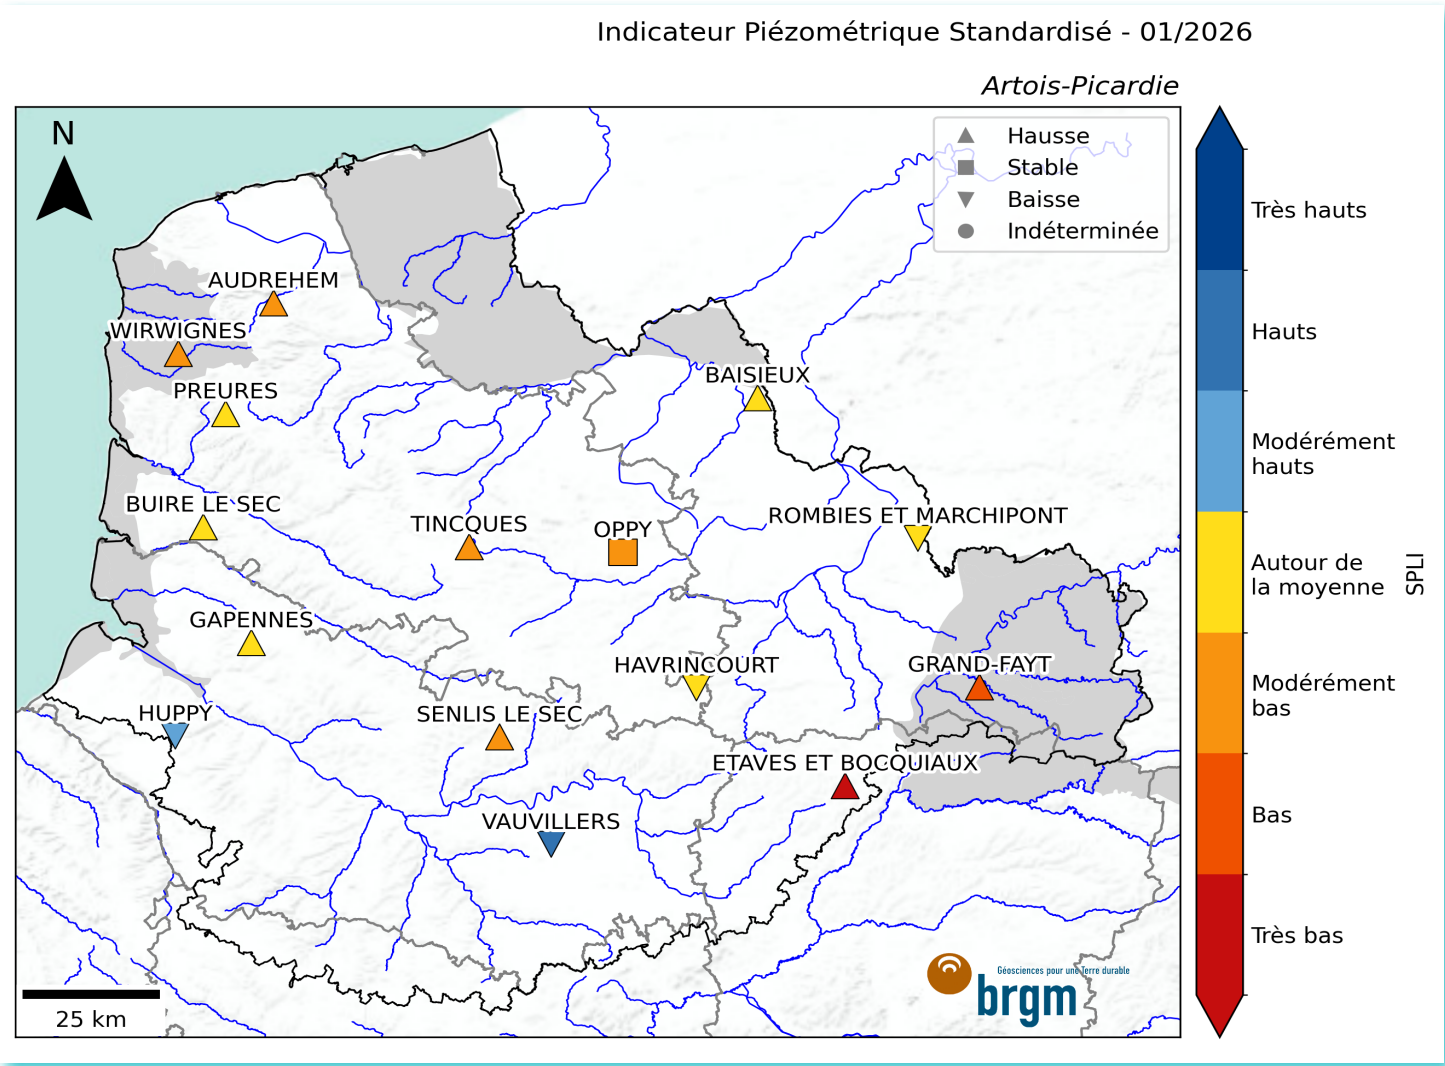 Indicateur Piézométrique Standardisé - 01/2026
Artois-Picardie
N
Hausse
Stable
Baisse
Indéterminée
AUDREHEM
WIRWIGNES
PREURES
BAISIEUX
BUIRE LE SEC
TINCQUES
OPPY
ROMBIES ET MARCHIPONT
GAPENNES
HAVRINCOURT
GRAND-FAYT
HUPPY
SENLIS LE SEC
ETAVES ET BOCQUIAUX
VAUVILLERS
25 km
Géosciences pour une Terre durable
brgm
Très hauts
Hauts
Modérément
hauts
Autour de
la moyenne
Modérément
bas
Bas
Très bas
SPLI